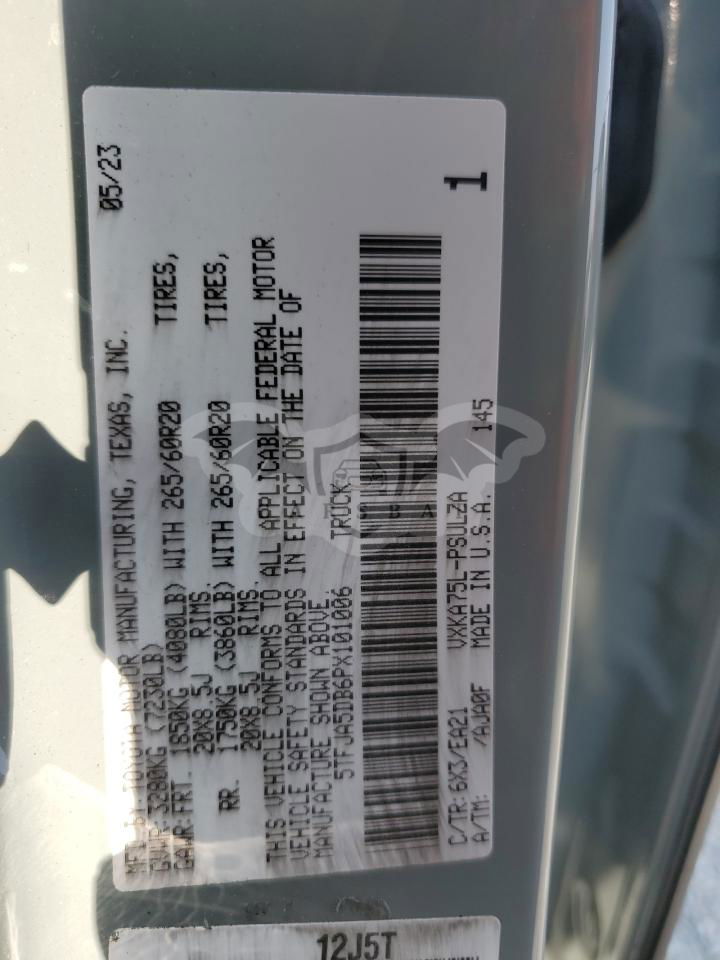 MFD. BY: TOYOTA MOTOR MANUFACTURING, TEXAS, INC. 05/23
GVWR: 3280KG (7230LB)
GAWR: FRT. 1850KG (4080LB) WITH 265/60R20 TIRES,
20X8.5J RIMS.
RR. 1750KG (3860LB) WITH 265/60R20 TIRES,
20X8.5J RIMS.
THIS VEHICLE CONFORMS TO ALL APPLICABLE FEDERAL MOTOR
VEHICLE SAFETY STANDARDS IN EFFECT ON THE DATE OF
MANUFACTURE SHOWN ABOVE.
5TFJA5DB6PX101006 TRUCK
C/TR: 6X3/EA21 VXKA75L-PSULZA
A/TM: /AJA0F MADE IN U.S.A. 145
1
12J5T